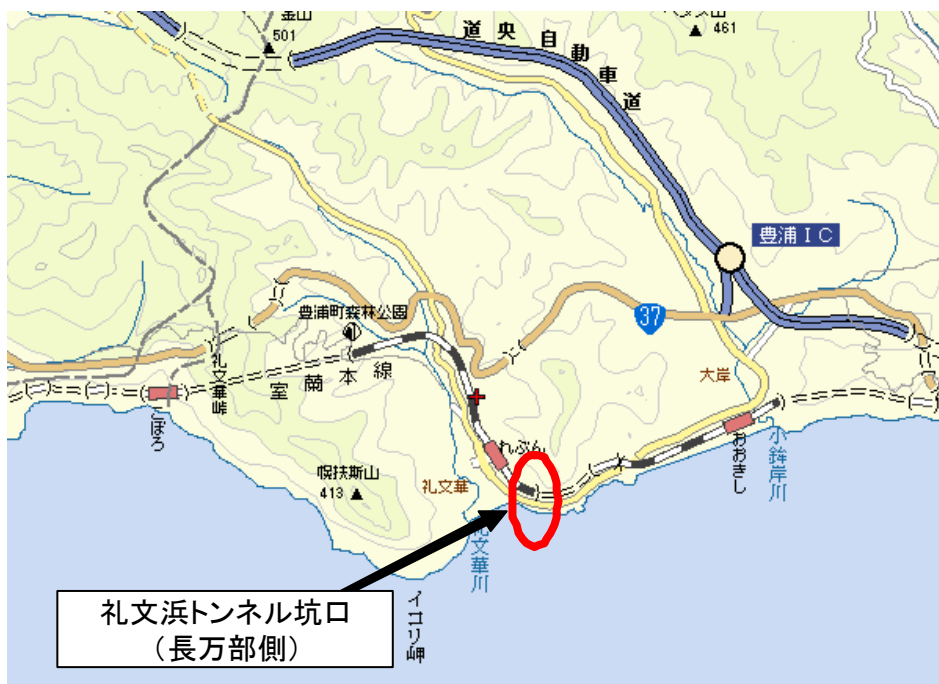 金山
501
461
道央自動車道
豊浦IC
37
豊浦町森林公園
室蘭本線
礼文華峠
こぼろ
大岸
おおきし
小鉾岸川
れぶん
礼文華
幌扶斯山
413
礼文華川
イコリ岬
礼文浜トンネル坑口
（長万部側）